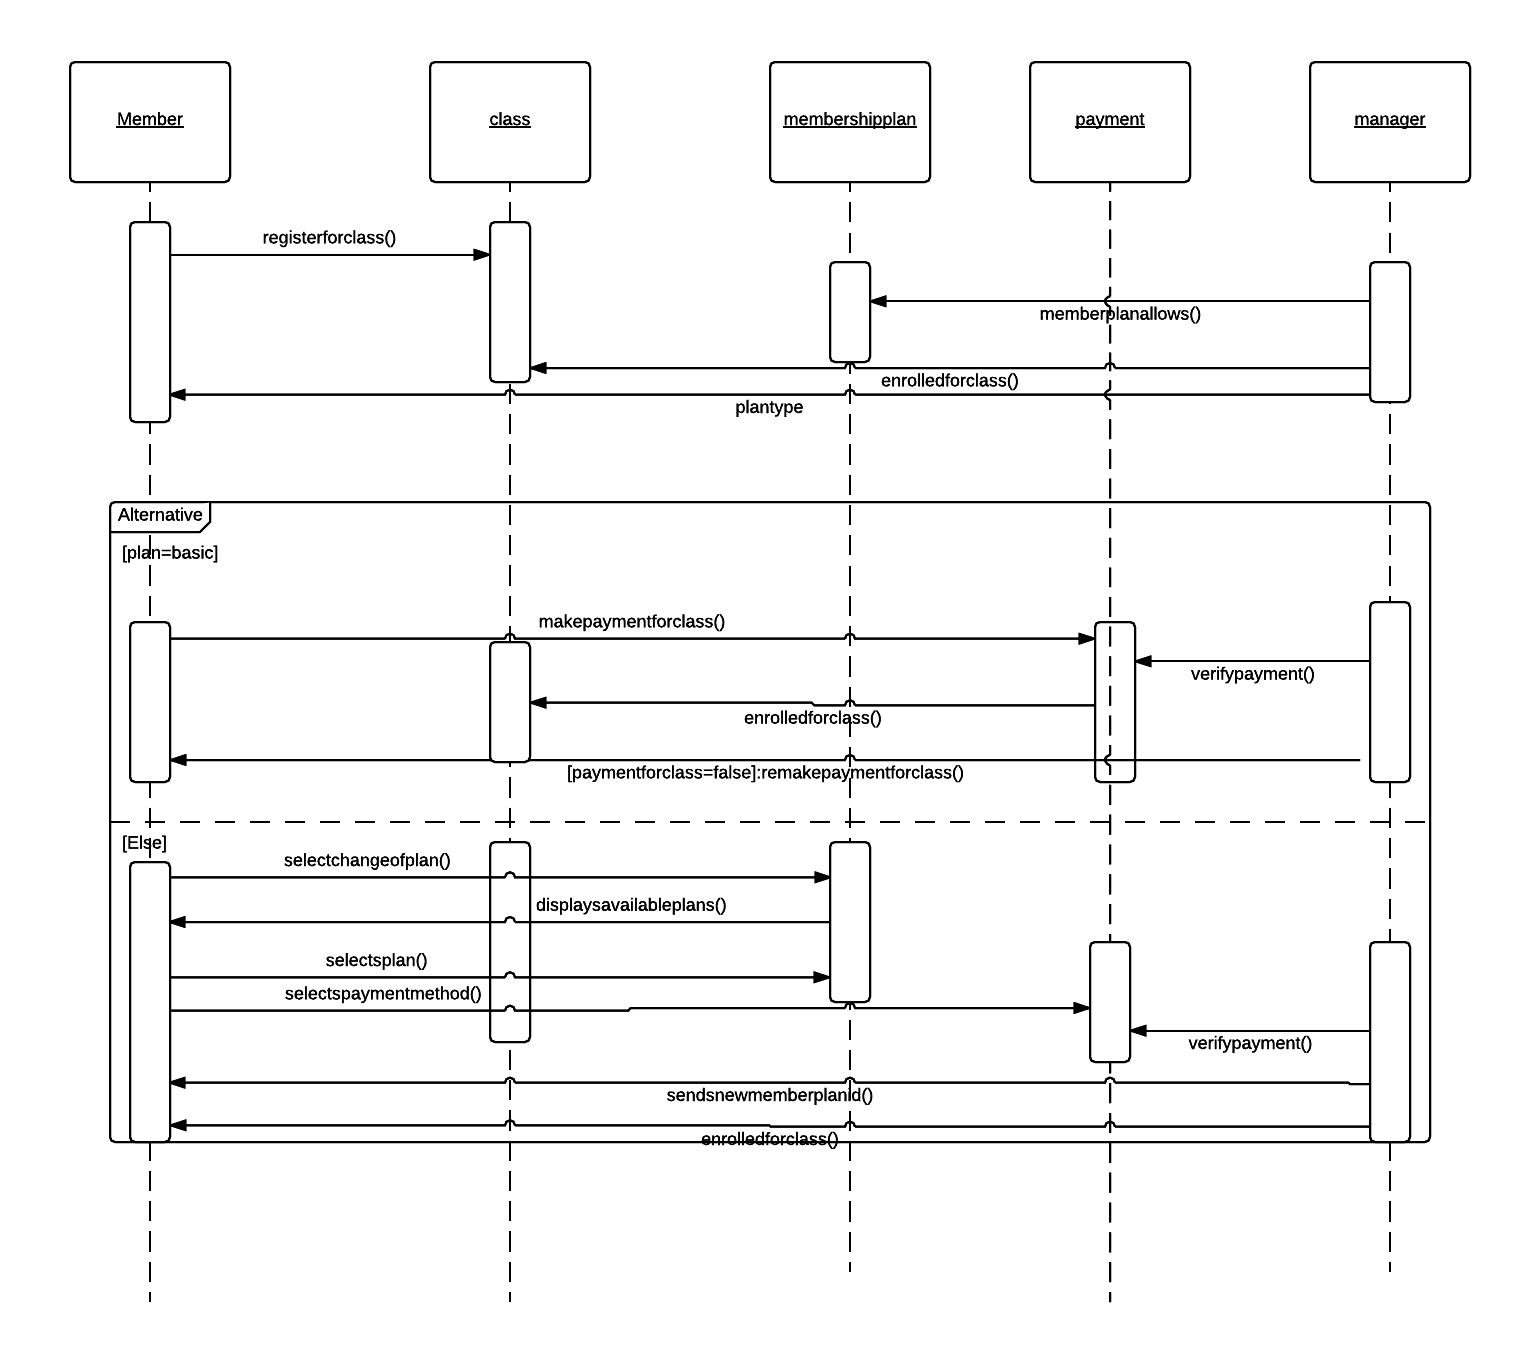 Member
class
membershipplan
payment
manager
registerforclass()
memberplanallows()
enrolledforclass()
plantype
Alternative
[plan=basic]
makepaymentforclass()
verifypayment()
enrolledforclass()
[paymentforclass=false]:remakepaymentforclass()
[Else]
selectchangeofplan()
displaysavailableplans()
selectsplan()
selectspaymentmethod()
verifypayment()
sendsnewmemberplanid()
enrolledforclass()